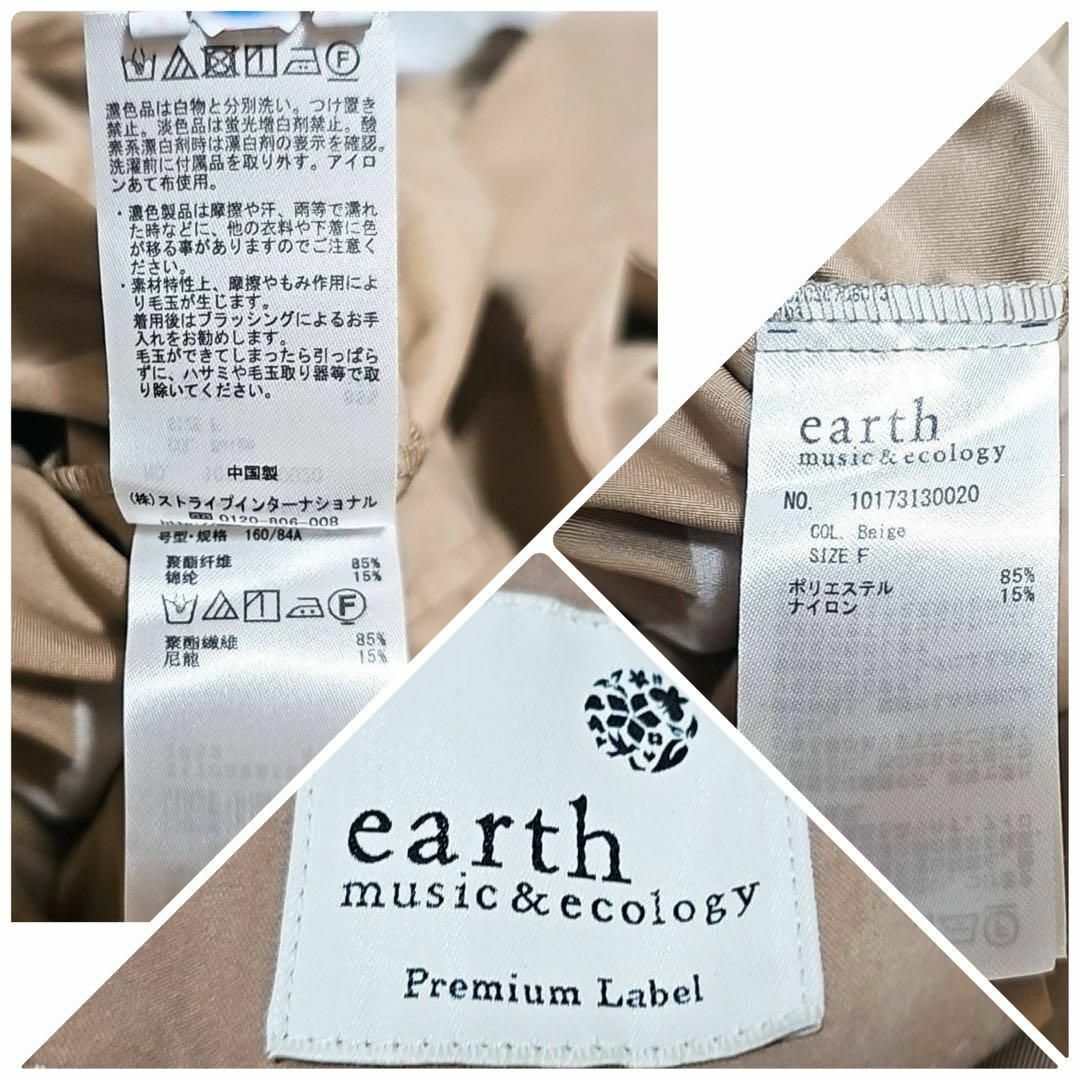 濃色品は白物と分別洗い。つけ置き
禁止。淡色品は蛍光増白剤禁止。酸
素系漂白剤時は漂白剤の表示を確認。
洗濯前に付属品を取り外す。アイロ
ンあて布使用。
・濃色製品は摩擦や汗、雨等で濡れ
た時などに、他の衣料や下着に色
が移る事がありますのでご注意く
ださい。
・素材特性上、摩擦やもみ作用によ
り毛玉が生じます。
着用後はブラッシングによるお手
入れをお勧めします。
毛玉ができてしまったら引っぱら
ずに、ハサミや毛玉取り器等で取
り除いてください。
中国製
(株)ストライプインターナショナル
0120-806-008
号型・规格 160/84A
聚酯纤维 85%
锦纶 15%
F
聚酯纖維 85%
尼龍 15%
earth
music&ecology
NO. 10173130020
COL. Beige
SIZE F
ポリエステル 85%
ナイロン 15%
earth
music&ecology
Premium Label